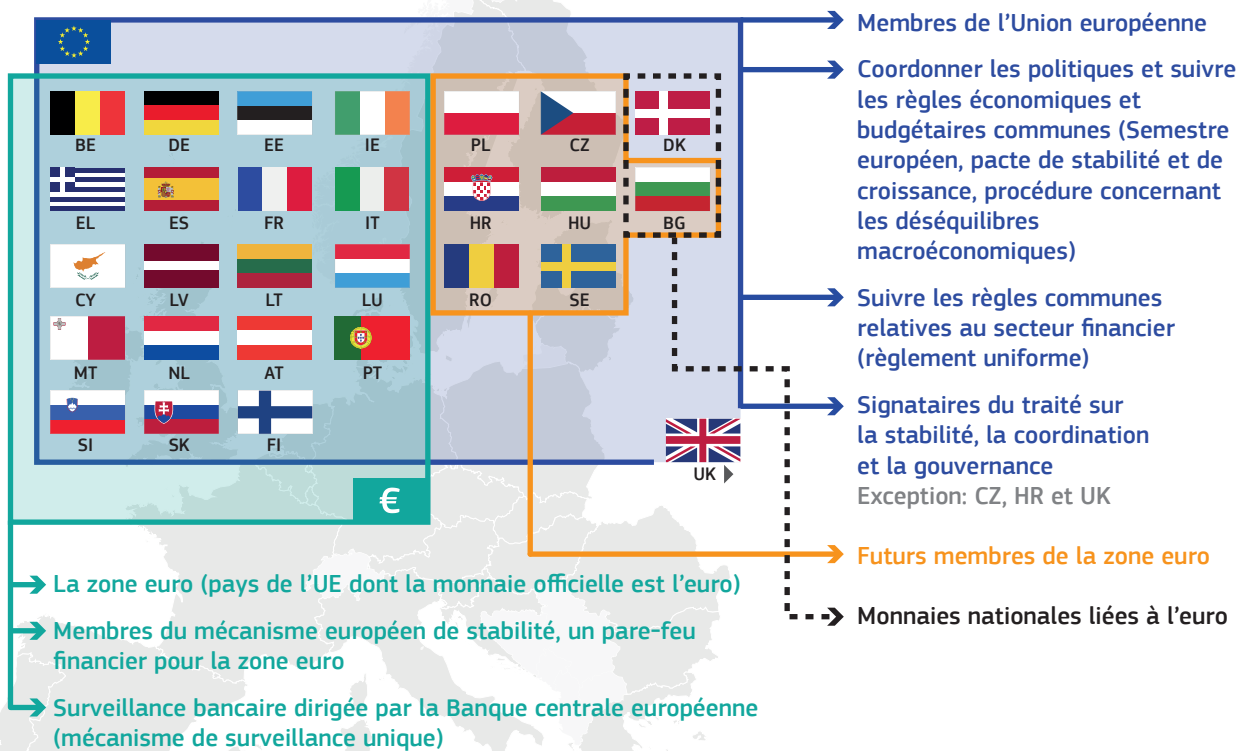 BE DE EE IE
EL ES FR IT
CY LV LT LU
MT NL AT PT
SI SK FI
€
PL CZ
HR HU
RO SE
DK
BG
UK
Membres de l’Union européenne
Coordonner les politiques et suivre
les règles économiques et
budgétaires communes (Semestre
européen, pacte de stabilité et de
croissance, procédure concernant
les déséquilibres
macroéconomiques)
Suivre les règles communes
relatives au secteur financier
(règlement uniforme)
Signataires du traité sur
la stabilité, la coordination
et la gouvernance
Exception: CZ, HR et UK
Futurs membres de la zone euro
Monnaies nationales liées à l’euro
La zone euro (pays de l’UE dont la monnaie officielle est l’euro)
Membres du mécanisme européen de stabilité, un pare-feu
financier pour la zone euro
Surveillance bancaire dirigée par la Banque centrale européenne
(mécanisme de surveillance unique)